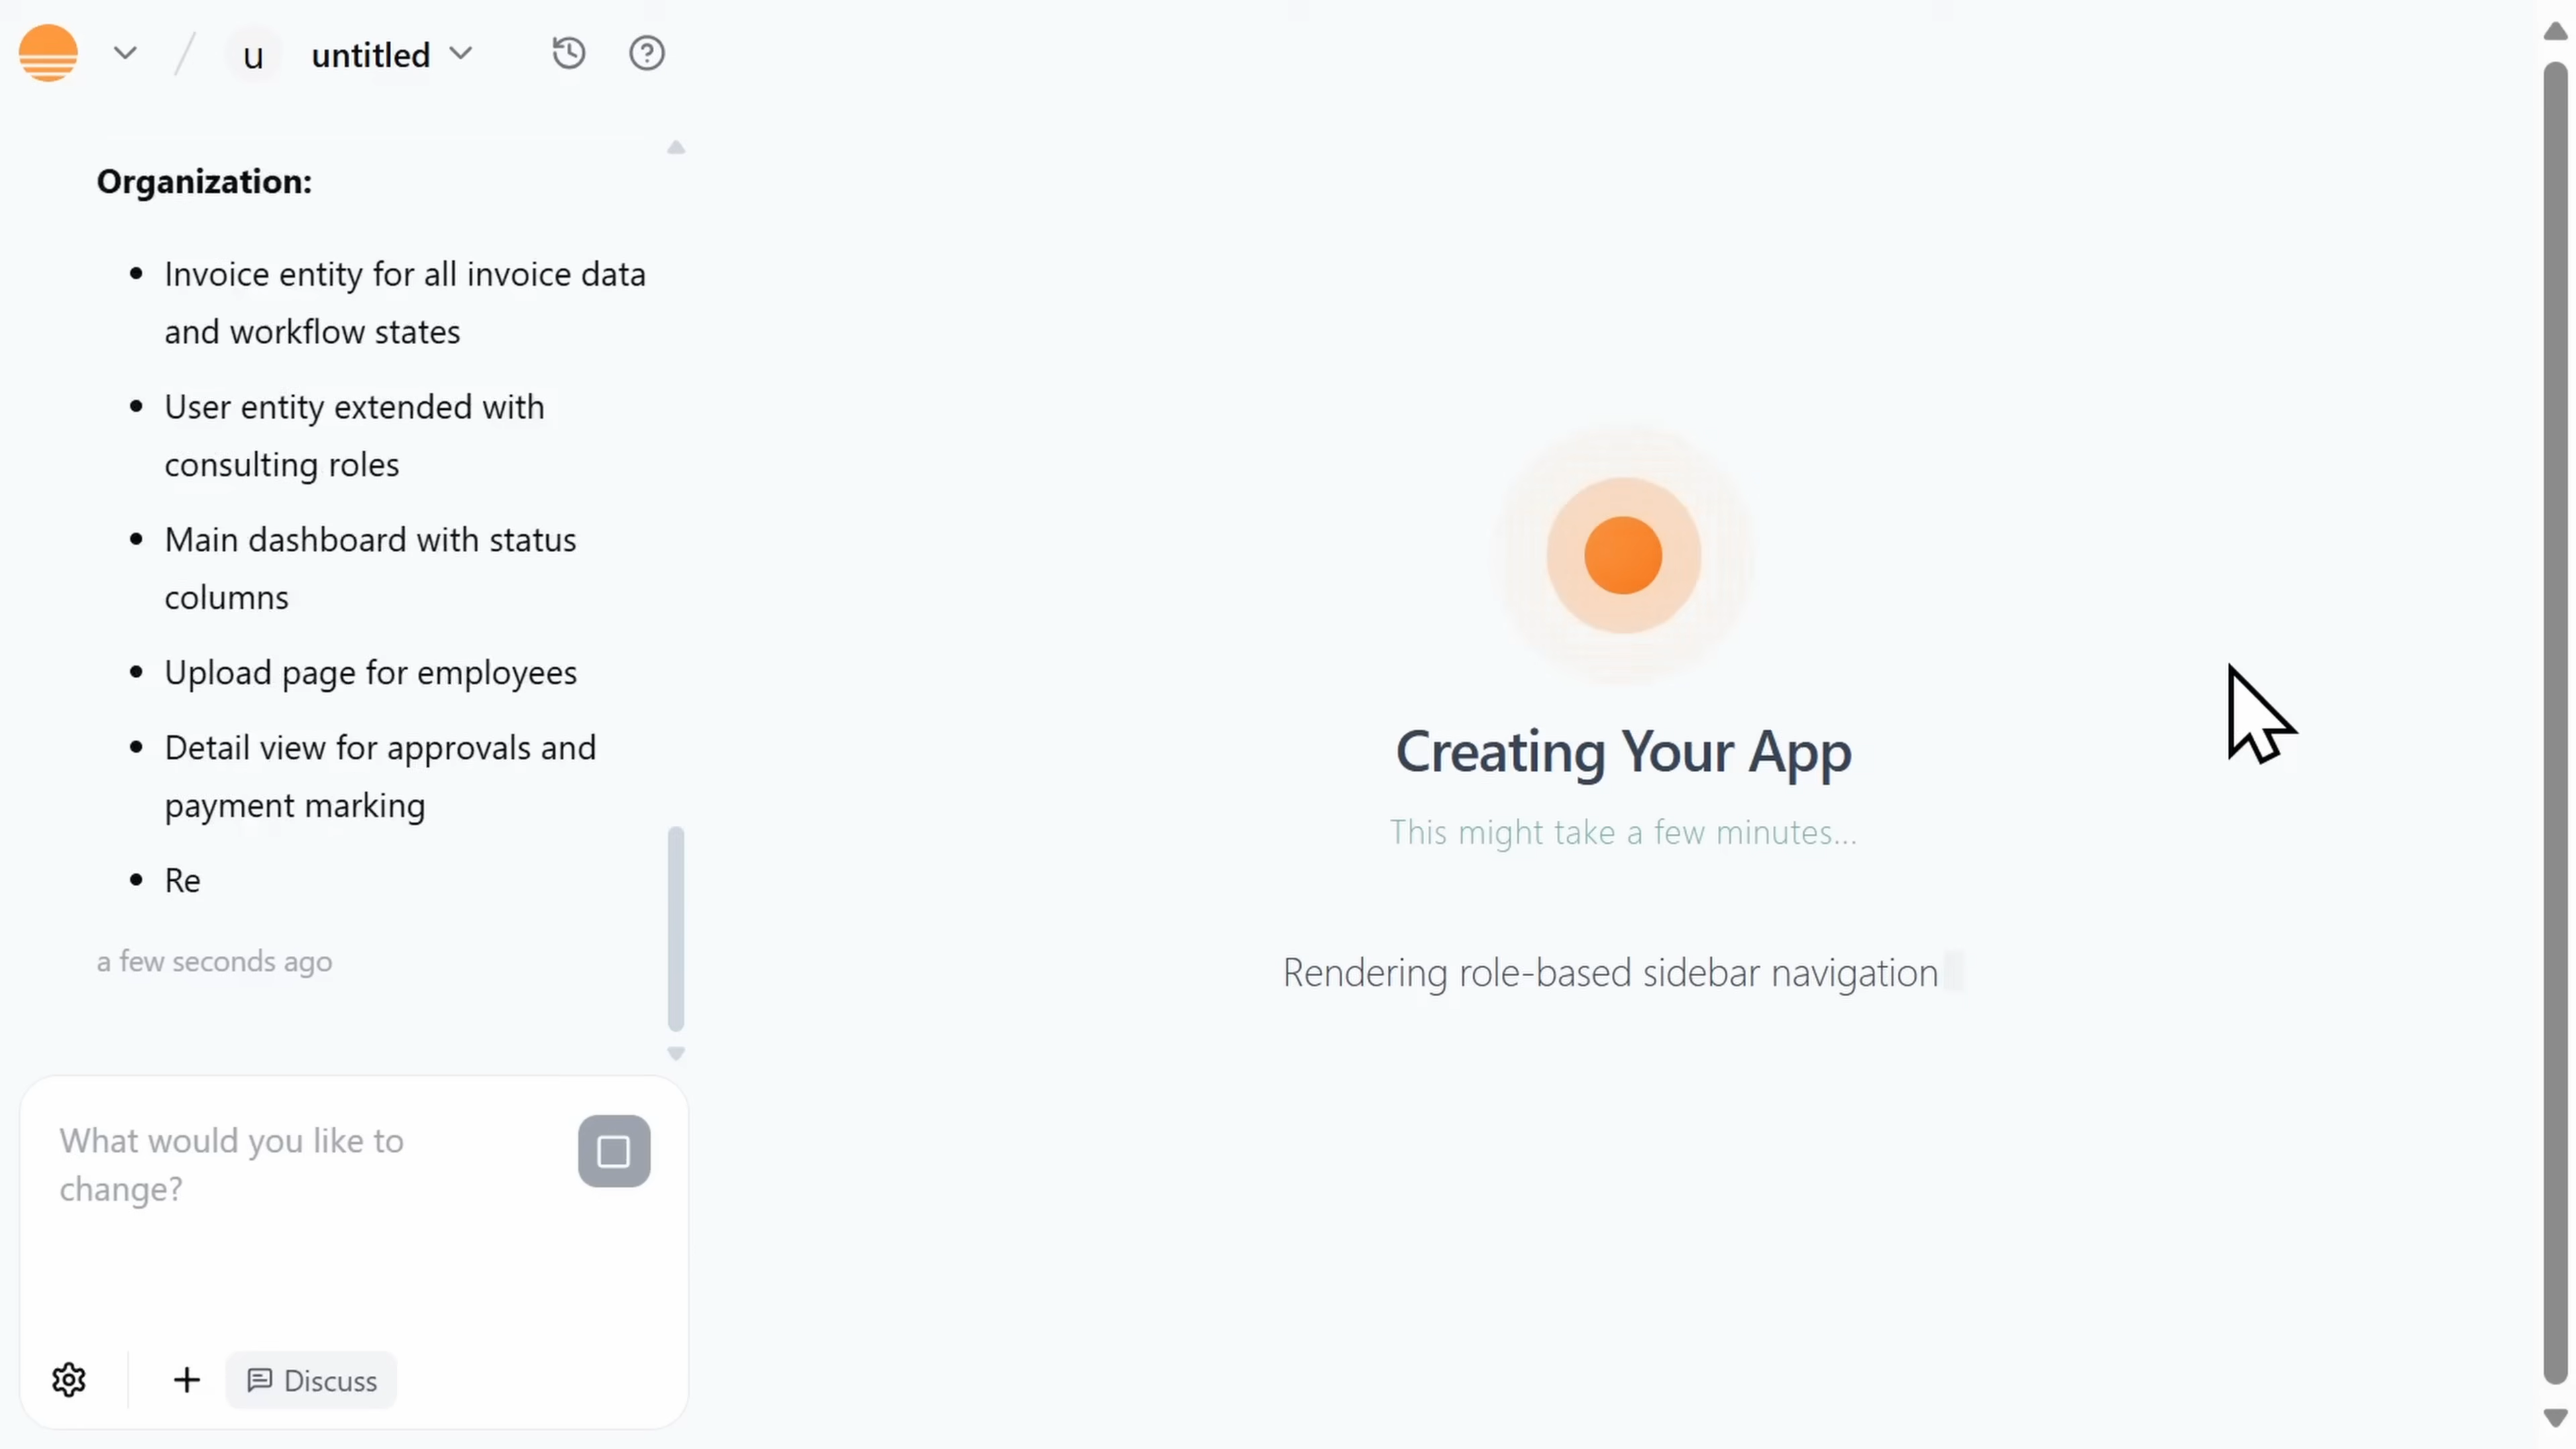 u untitled
Organization:
• Invoice entity for all invoice data
and workflow states
• User entity extended with
consulting roles
• Main dashboard with status
columns
• Upload page for employees
• Detail view for approvals and
payment marking
• Re
a few seconds ago
What would you like to
change?
Discuss
Creating Your App
This might take a few minutes...
Rendering role-based sidebar navigation